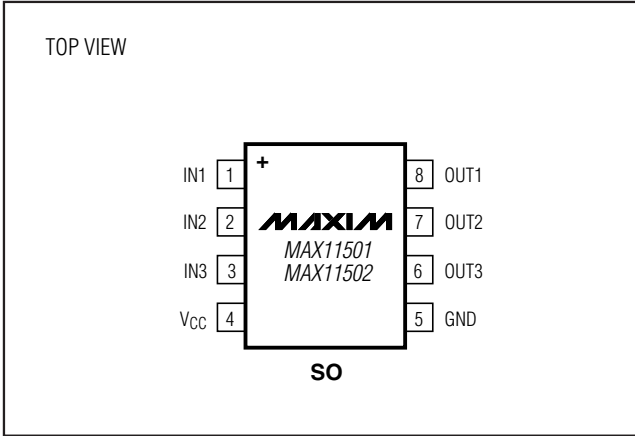 TOP VIEW
IN1 1 + 8 OUT1
IN2 2 MAXIM 7 OUT2
MAX11501
IN3 3 MAX11502 6 OUT3
VCC 4 5 GND
SO